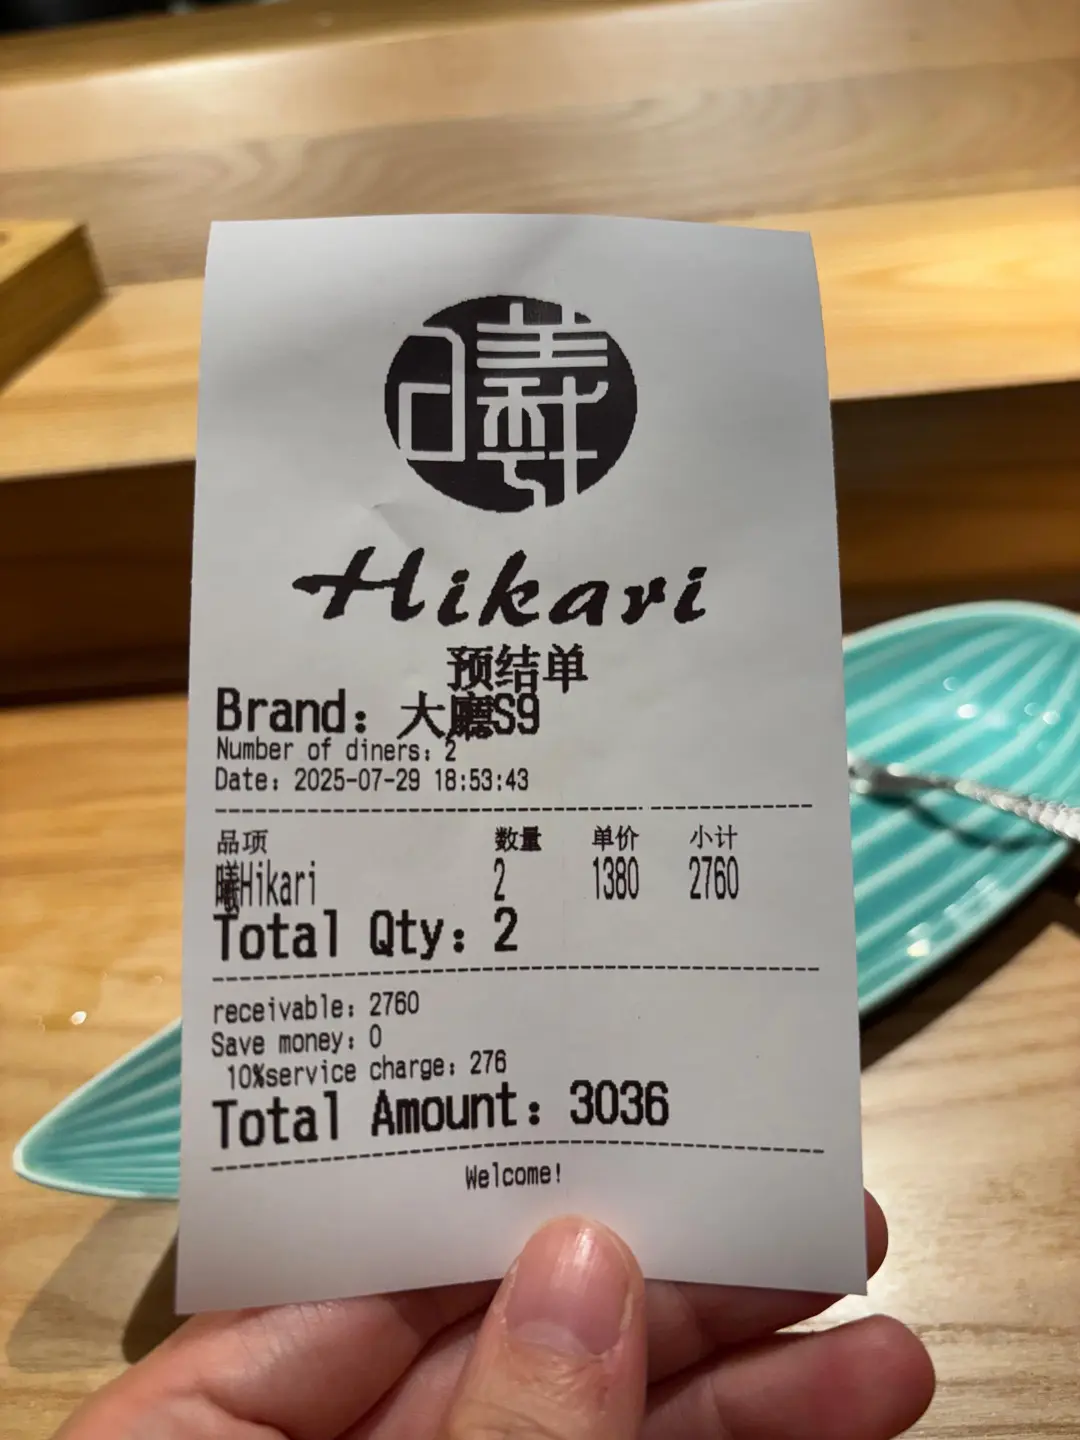 曦
Hikari
预结单
Brand: 大廳S9
Number of diners: 2
Date: 2025-07-29 18:53:43
品项 数量 单价 小计
曦Hikari 2 1380 2760
Total Qty: 2
receivable: 2760
Save money: 0
10%service charge: 276
Total Amount: 3036
Welcome!